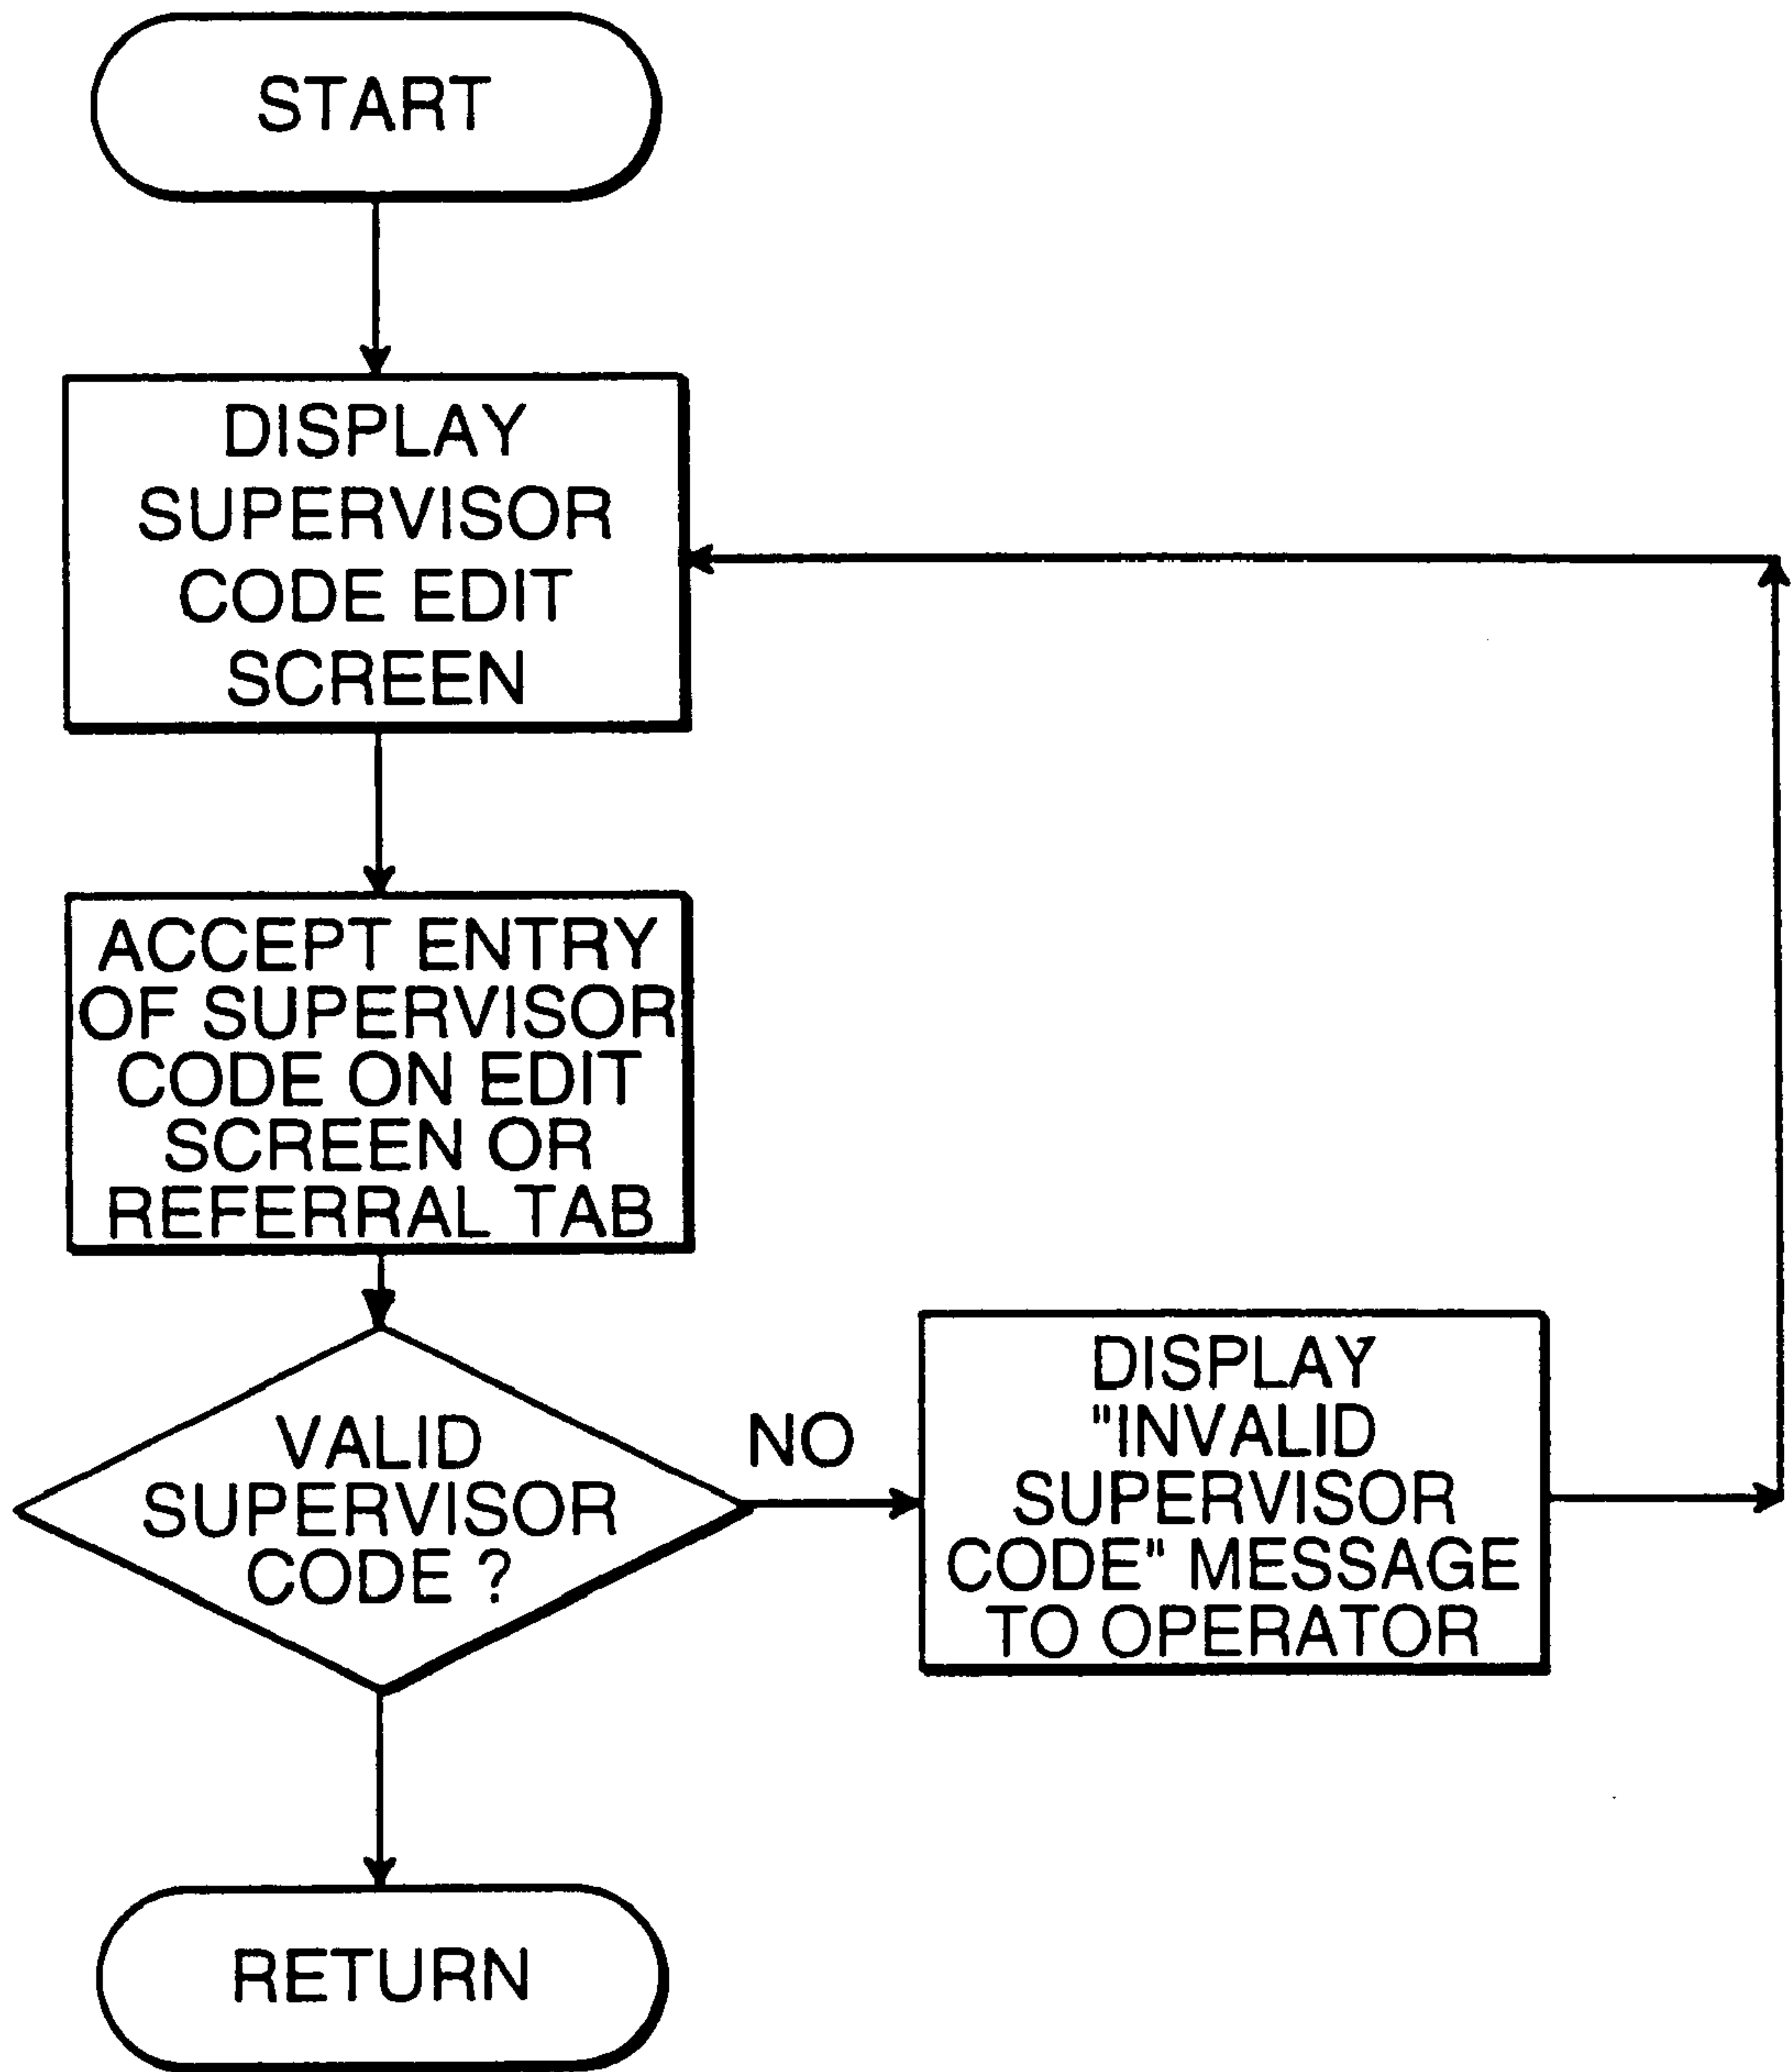 START
DISPLAY
SUPERVISOR
CODE EDIT
SCREEN
ACCEPT ENTRY
OF SUPERVISOR
CODE ON EDIT
SCREEN OR
REFERRAL TAB
VALID
SUPERVISOR
CODE ?
NO
DISPLAY
"INVALID
SUPERVISOR
CODE" MESSAGE
TO OPERATOR
RETURN